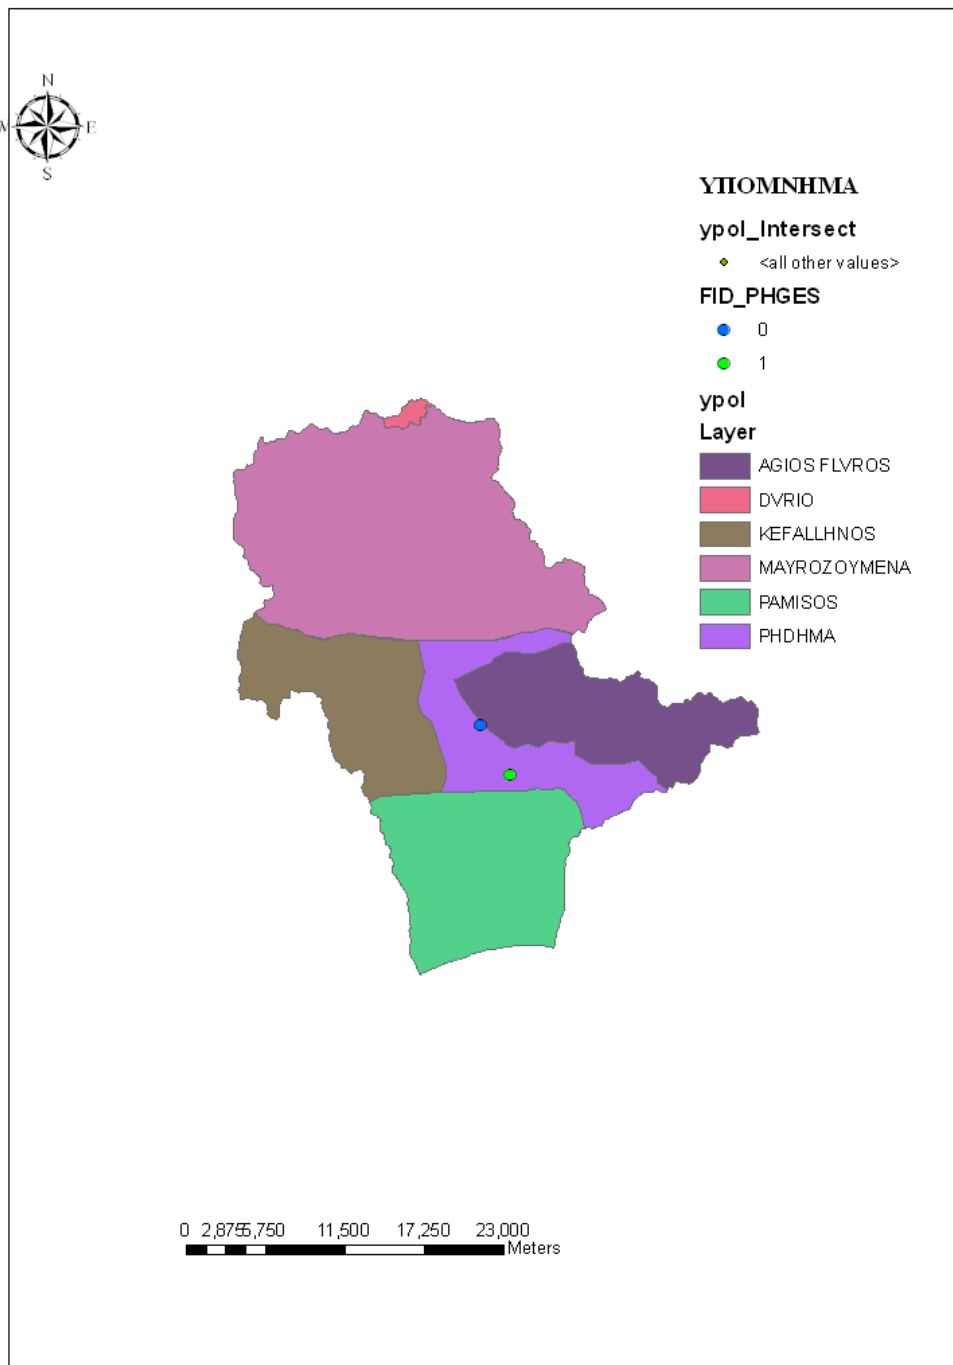 N
E
S
ΥΠΟΜΝΗΜΑ
ypol_Intersect
<all other values>
FID_PHGES
0
1
ypol
Layer
AGIOS FLVROS
DVRIO
KEFALLHNOS
MAYROZOYMENA
PAMISOS
PHDHMA
0 2,875 5,750 11,500 17,250 23,000
Meters